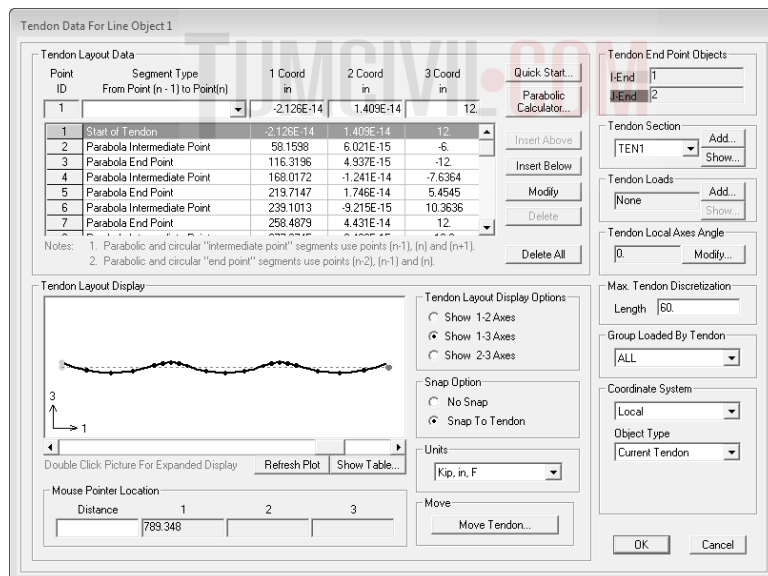 Tendon Data For Line Object 1
TUMCIVIL.COM
Tendon Layout Data
Point ID
Segment Type
From Point (n - 1) to Point(n)
1 Coord
in
2 Coord
in
3 Coord
in
1 -2.126E-14 1.409E-14 12.
1 Start of Tendon -2.126E-14 1.409E-14 12.
2 Parabola Intermediate Point 58.1598 6.021E-15 -6.
3 Parabola End Point 116.3196 4.937E-15 -12.
4 Parabola Intermediate Point 168.0172 -1.241E-14 -7.6364
5 Parabola End Point 219.7147 1.746E-14 5.4545
6 Parabola Intermediate Point 239.1013 -9.215E-15 10.3636
7 Parabola End Point 258.4879 4.431E-14 12.
Notes: 1. Parabolic and circular "intermediate point" segments use points (n-1), (n) and (n+1).
2. Parabolic and circular "end point" segments use points (n-2), (n-1) and (n).
Quick Start...
Parabolic
Calculator...
Insert Above
Insert Below
Modify
Delete
Delete All
Tendon End Point Objects
I-End 1
J-End 2
Tendon Section
TEN1
Add...
Show...
Tendon Loads
None
Add...
Show...
Tendon Local Axes Angle
0.
Modify...
Tendon Layout Display
3
1
Double Click Picture For Expanded Display
Refresh Plot
Show Table...
Mouse Pointer Location
Distance 1 2 3
789.348
Tendon Layout Display Options
Show 1-2 Axes
Show 1-3 Axes
Show 2-3 Axes
Snap Option
No Snap
Snap To Tendon
Units
Kip, in, F
Move
Move Tendon...
Max. Tendon Discretization
Length 60.
Group Loaded By Tendon
ALL
Coordinate System
Local
Object Type
Current Tendon
OK
Cancel